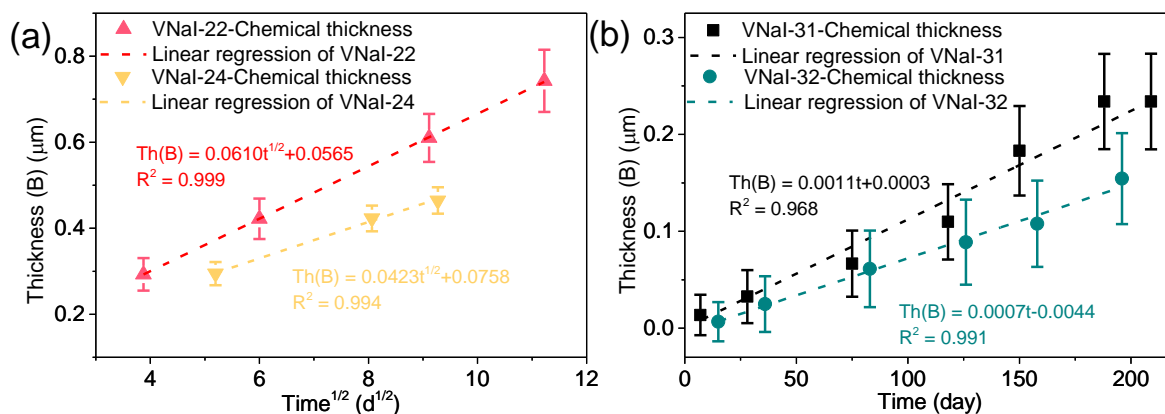 (a)
VNaI-22-Chemical thickness
Linear regression of VNaI-22
VNaI-24-Chemical thickness
Linear regression of VNaI-24
0.8
0.6
0.4
0.2
Th(B) = 0.0610t^{1/2}+0.0565
R² = 0.999
Th(B) = 0.0423t^{1/2}+0.0758
R² = 0.994
Thickness (B) (μm)
4
6
8
10
12
Time^{1/2} (d^{1/2})
(b)
VNaI-31-Chemical thickness
Linear regression of VNaI-31
VNaI-32-Chemical thickness
Linear regression of VNaI-32
0.3
0.2
0.1
0.0
Th(B) = 0.0011t+0.0003
R² = 0.968
Th(B) = 0.0007t-0.0044
R² = 0.991
Thickness (B) (μm)
0
50
100
150
200
Time (day)